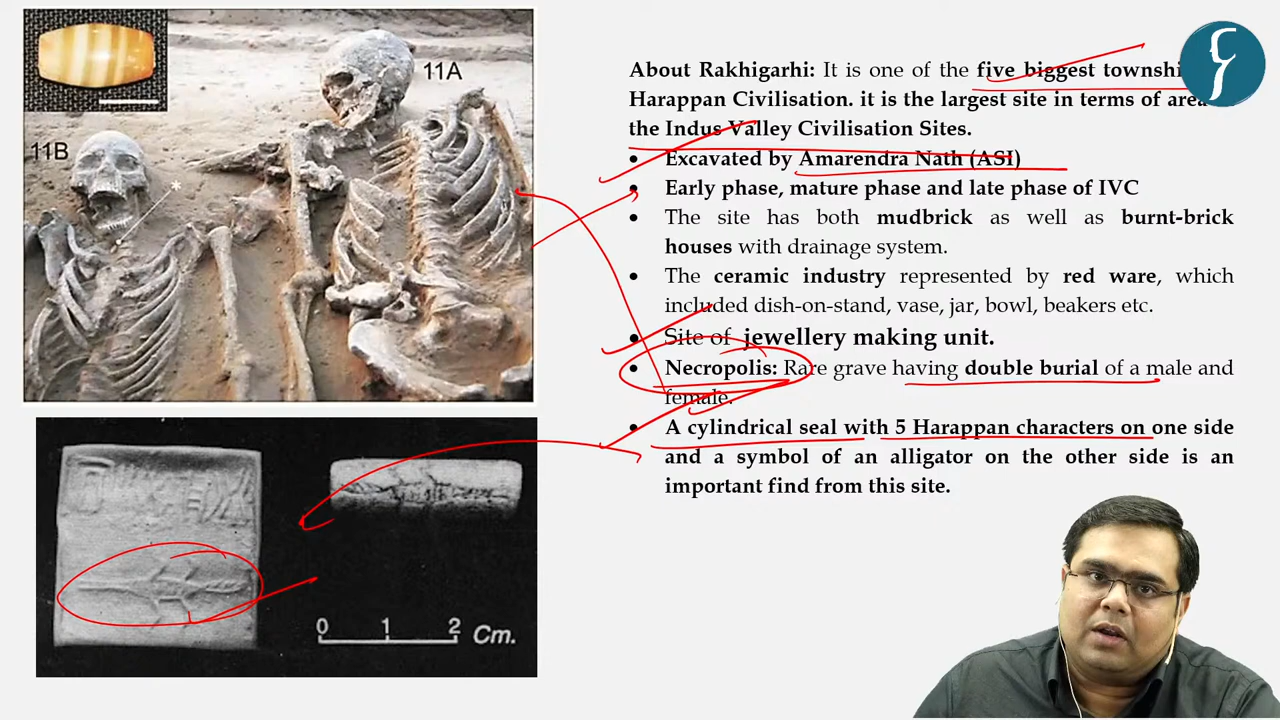 11A
11B
*
About Rakhigarhi: It is one of the five biggest
Harappan Civilisation. it is the largest site in terms of
the Indus Valley Civilisation Sites.
• Excavated by Amarendra Nath (ASI)
• Early phase, mature phase and late phase of IVC
• The site has both mudbrick as well as burnt-brick
houses with drainage system.
• The ceramic industry represented by red ware, which
included dish-on-stand, vase, jar, bowl, beakers etc.
• Site of jewellery making unit.
• Necropolis: Rare grave having double burial of a male and
female.
• A cylindrical seal with 5 Harappan characters on one side
and a symbol of an alligator on the other side is an
important find from this site.
0 1 2 Cm.